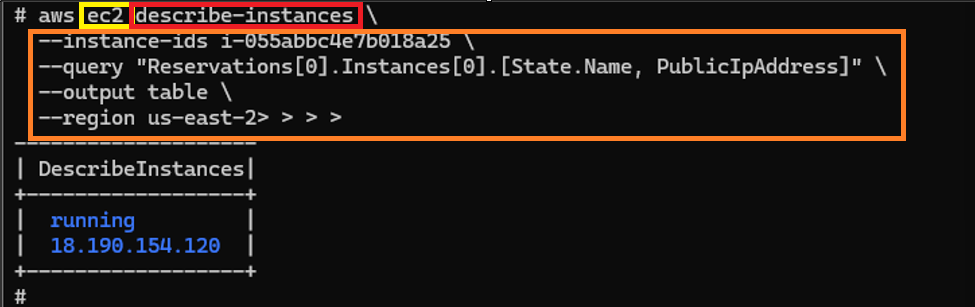 # aws ec2 describe-instances \
--instance-ids i-055abbc4e7b018a25 \
--query "Reservations[0].Instances[0].[State.Name, PublicIpAddress]" \
--output table \
--region us-east-2> > > >
-------------------
| DescribeInstances|
+------------------+
|  running         |
|  18.190.154.120  |
+------------------+
#